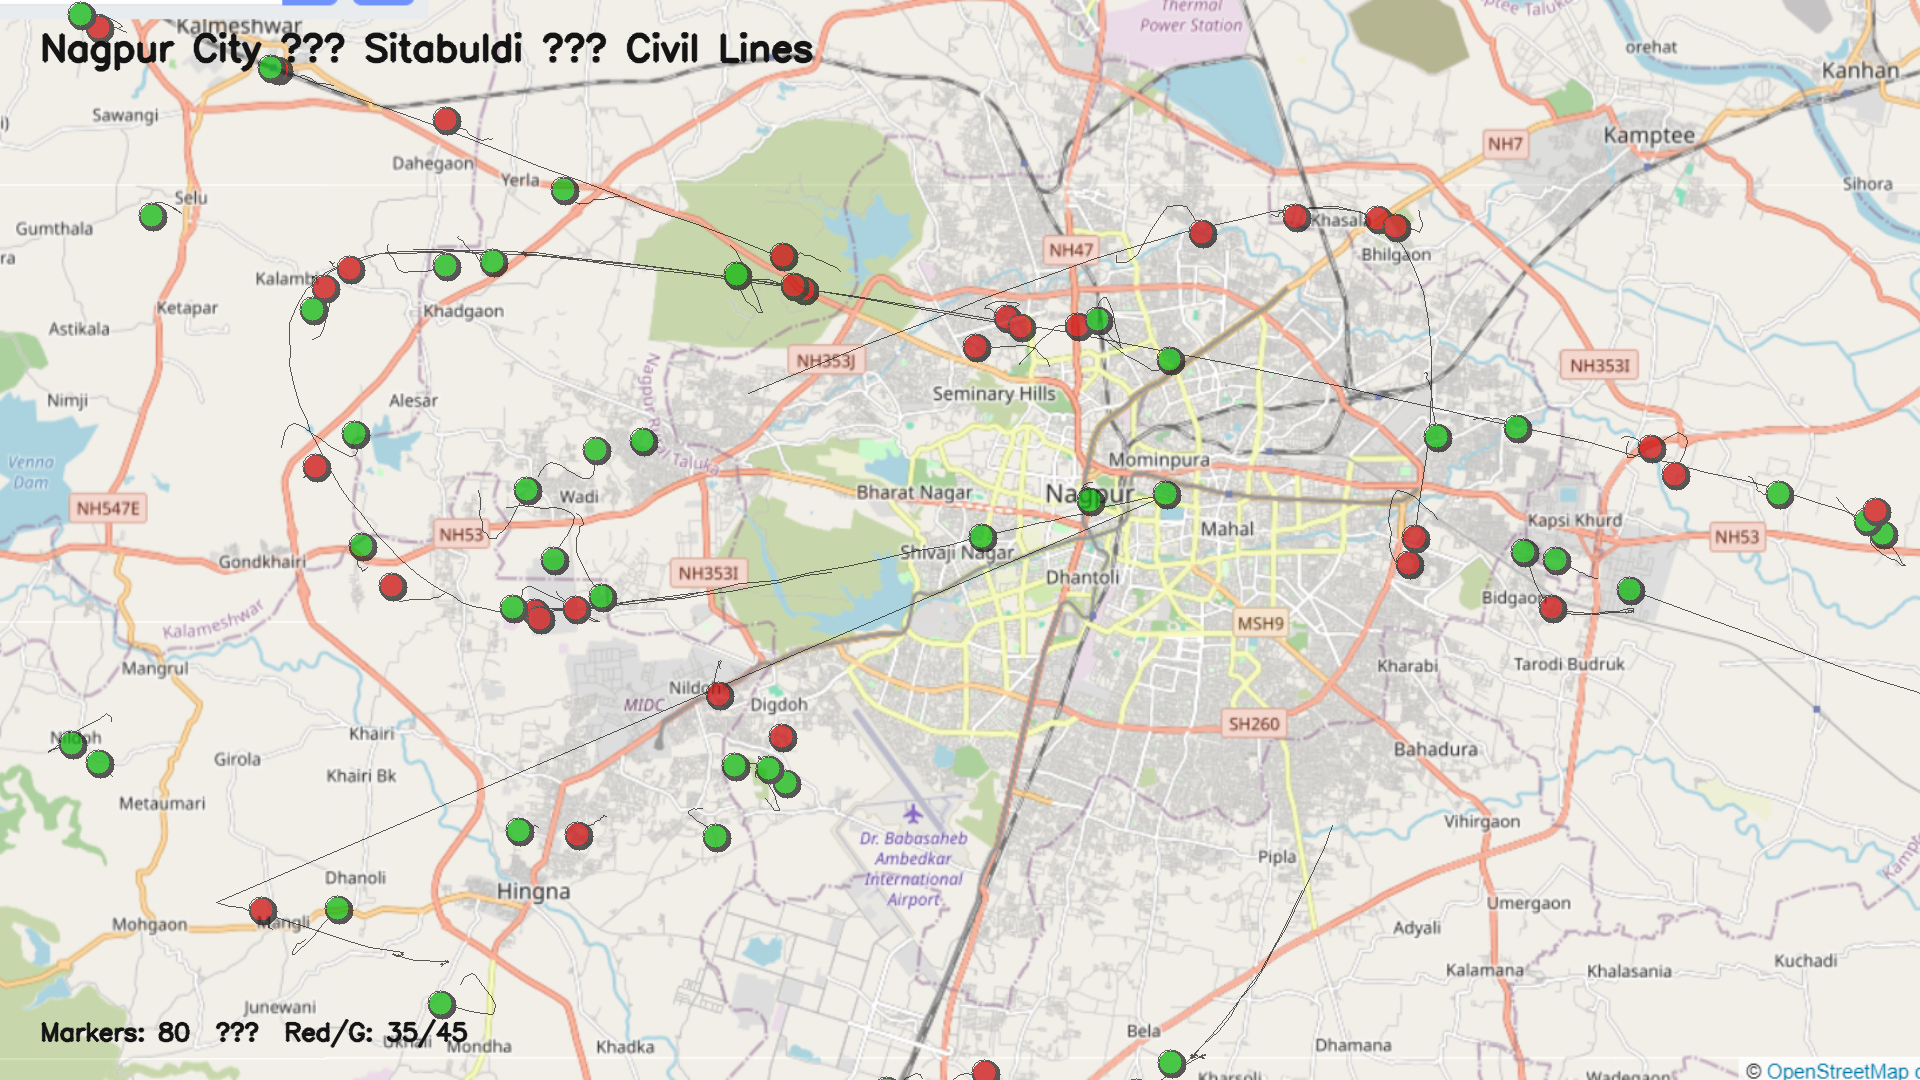 Kalmeshwar
Nagpur City ??? Sitabuldi ??? Civil Lines
Thermal
Power Station
orehat
Kanhan
Sawangi
NH7
Kamptee
Dahegaon
Yerla
Selu
Sihora
Gumthala
NH47
Khasala
Bhilgaon
Kalamb
Ketapar
Khadgaon
Astikala
NH353J
NH353I
Seminary Hills
Nimji
Alesar
Nagpur Rural Taluka
Mominpura
Venna
Dam
Wadi
Bharat Nagar
Nagpur
NH547E
NH53
Mahal
Kapsi Khurd
NH53
Gondkhairi
Shivaji Nagar
NH353I
Dhantoli
Bidgaon
Kalameshwar
MSH9
Mangrul
Kharabi
Tarodi Budruk
Nildoh
MIDC
Digdoh
SH260
Khairi
Bahadura
Nildoh
Girola
Khairi Bk
Metaumari
Dr. Babasaheb
Ambedkar
International
Airport
Vihirgaon
Pipla
Dhanoli
Hingna
Umergaon
Mohgaon
Mangli
Adyali
Kalamana
Khalasania
Kuchadi
Junewani
Markers: 80 ??? Red/G: 35/45
Mondha
Khadka
Bela
Dhamana
Kharsoli
Wadegaon
© OpenStreetMap c